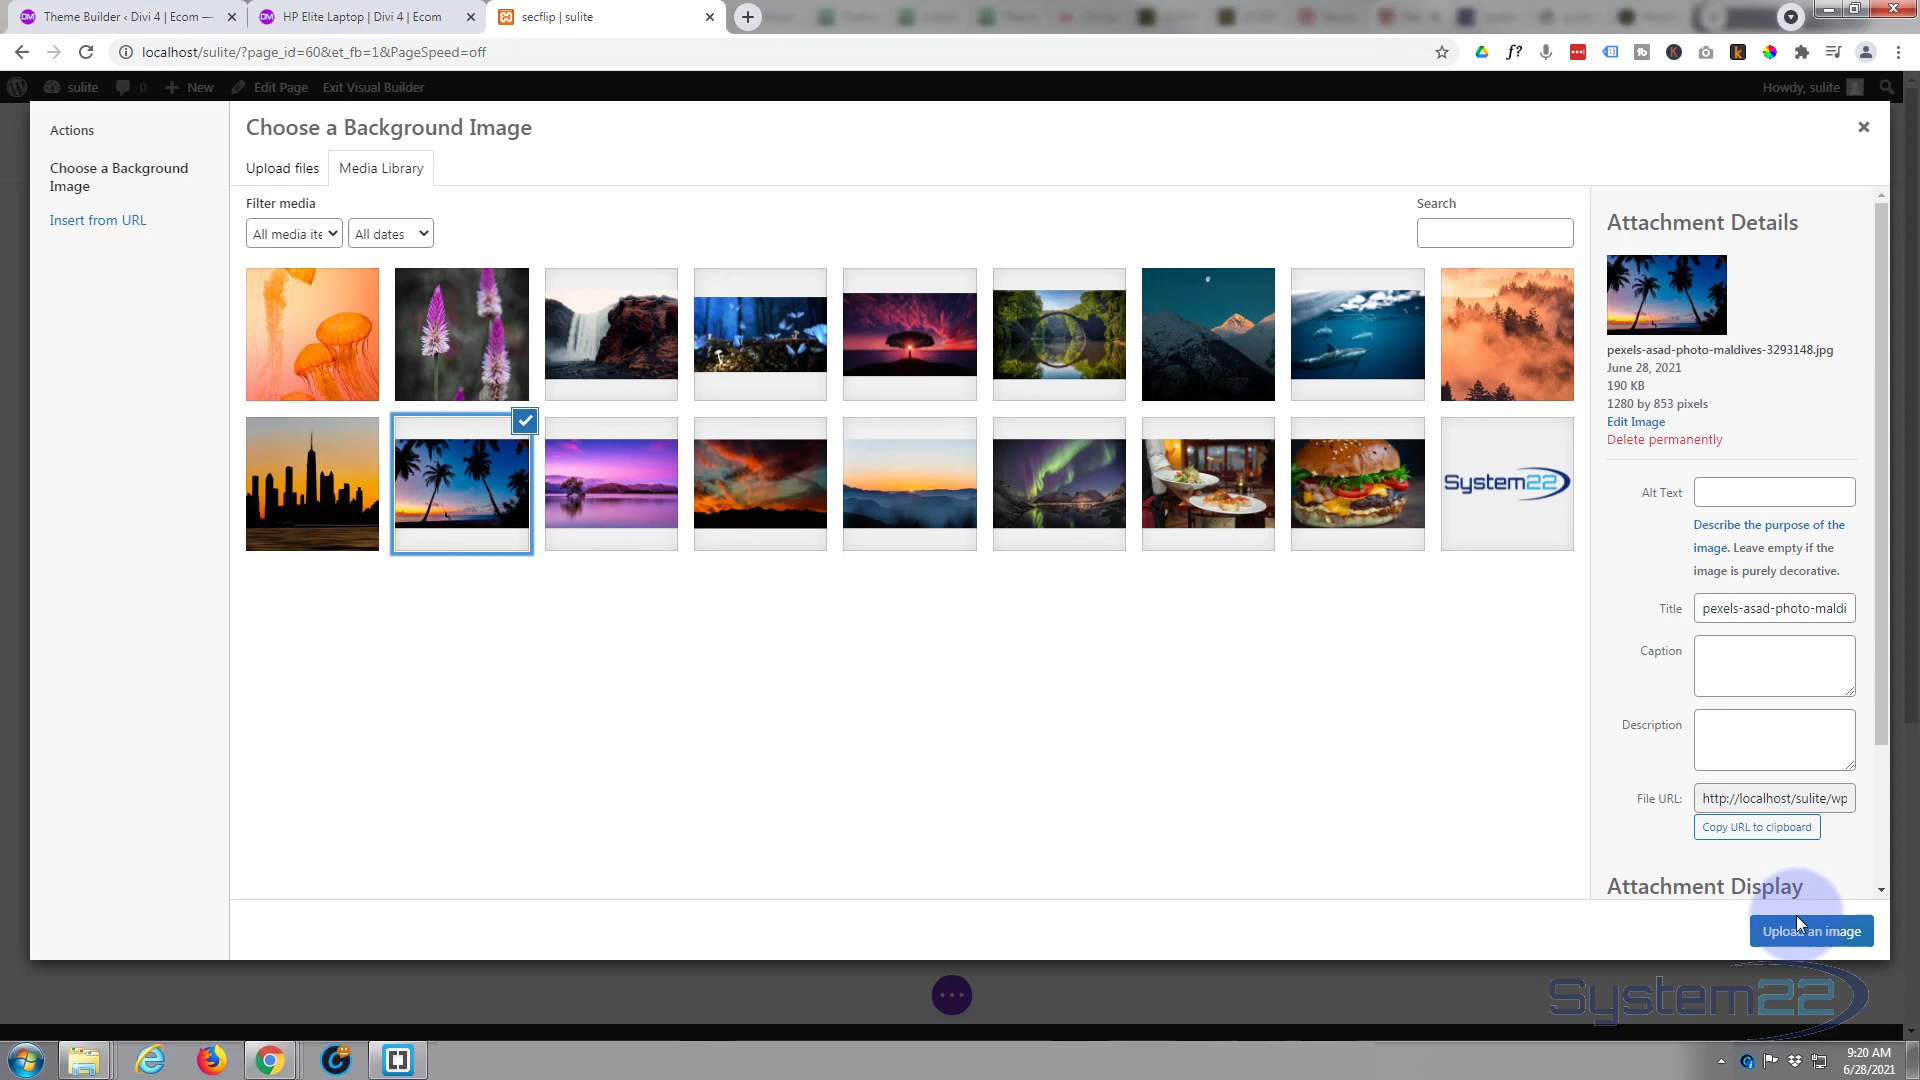 Theme Builder ‹ Divi 4 | Ecom —
HP Elite Laptop | Divi 4 | Ecom
secflip | sulite
localhost/sulite/?page_id=60&et_fb=1&PageSpeed=off
sulite
0
New
Edit Page
Exit Visual Builder
Howdy, sulite
Actions
Choose a Background
Image
Insert from URL
Choose a Background Image
Upload files
Media Library
Filter media
All media ite
All dates
Search
System22
Attachment Details
pexels-asad-photo-maldives-3293148.jpg
June 28, 2021
190 KB
1280 by 853 pixels
Edit Image
Delete permanently
Alt Text
Describe the purpose of the
image. Leave empty if the
image is purely decorative.
Title
pexels-asad-photo-maldi
Caption
Description
File URL:
http://localhost/sulite/wp
Copy URL to clipboard
Attachment Display
Upload an image
System22
9:20 AM
6/28/2021